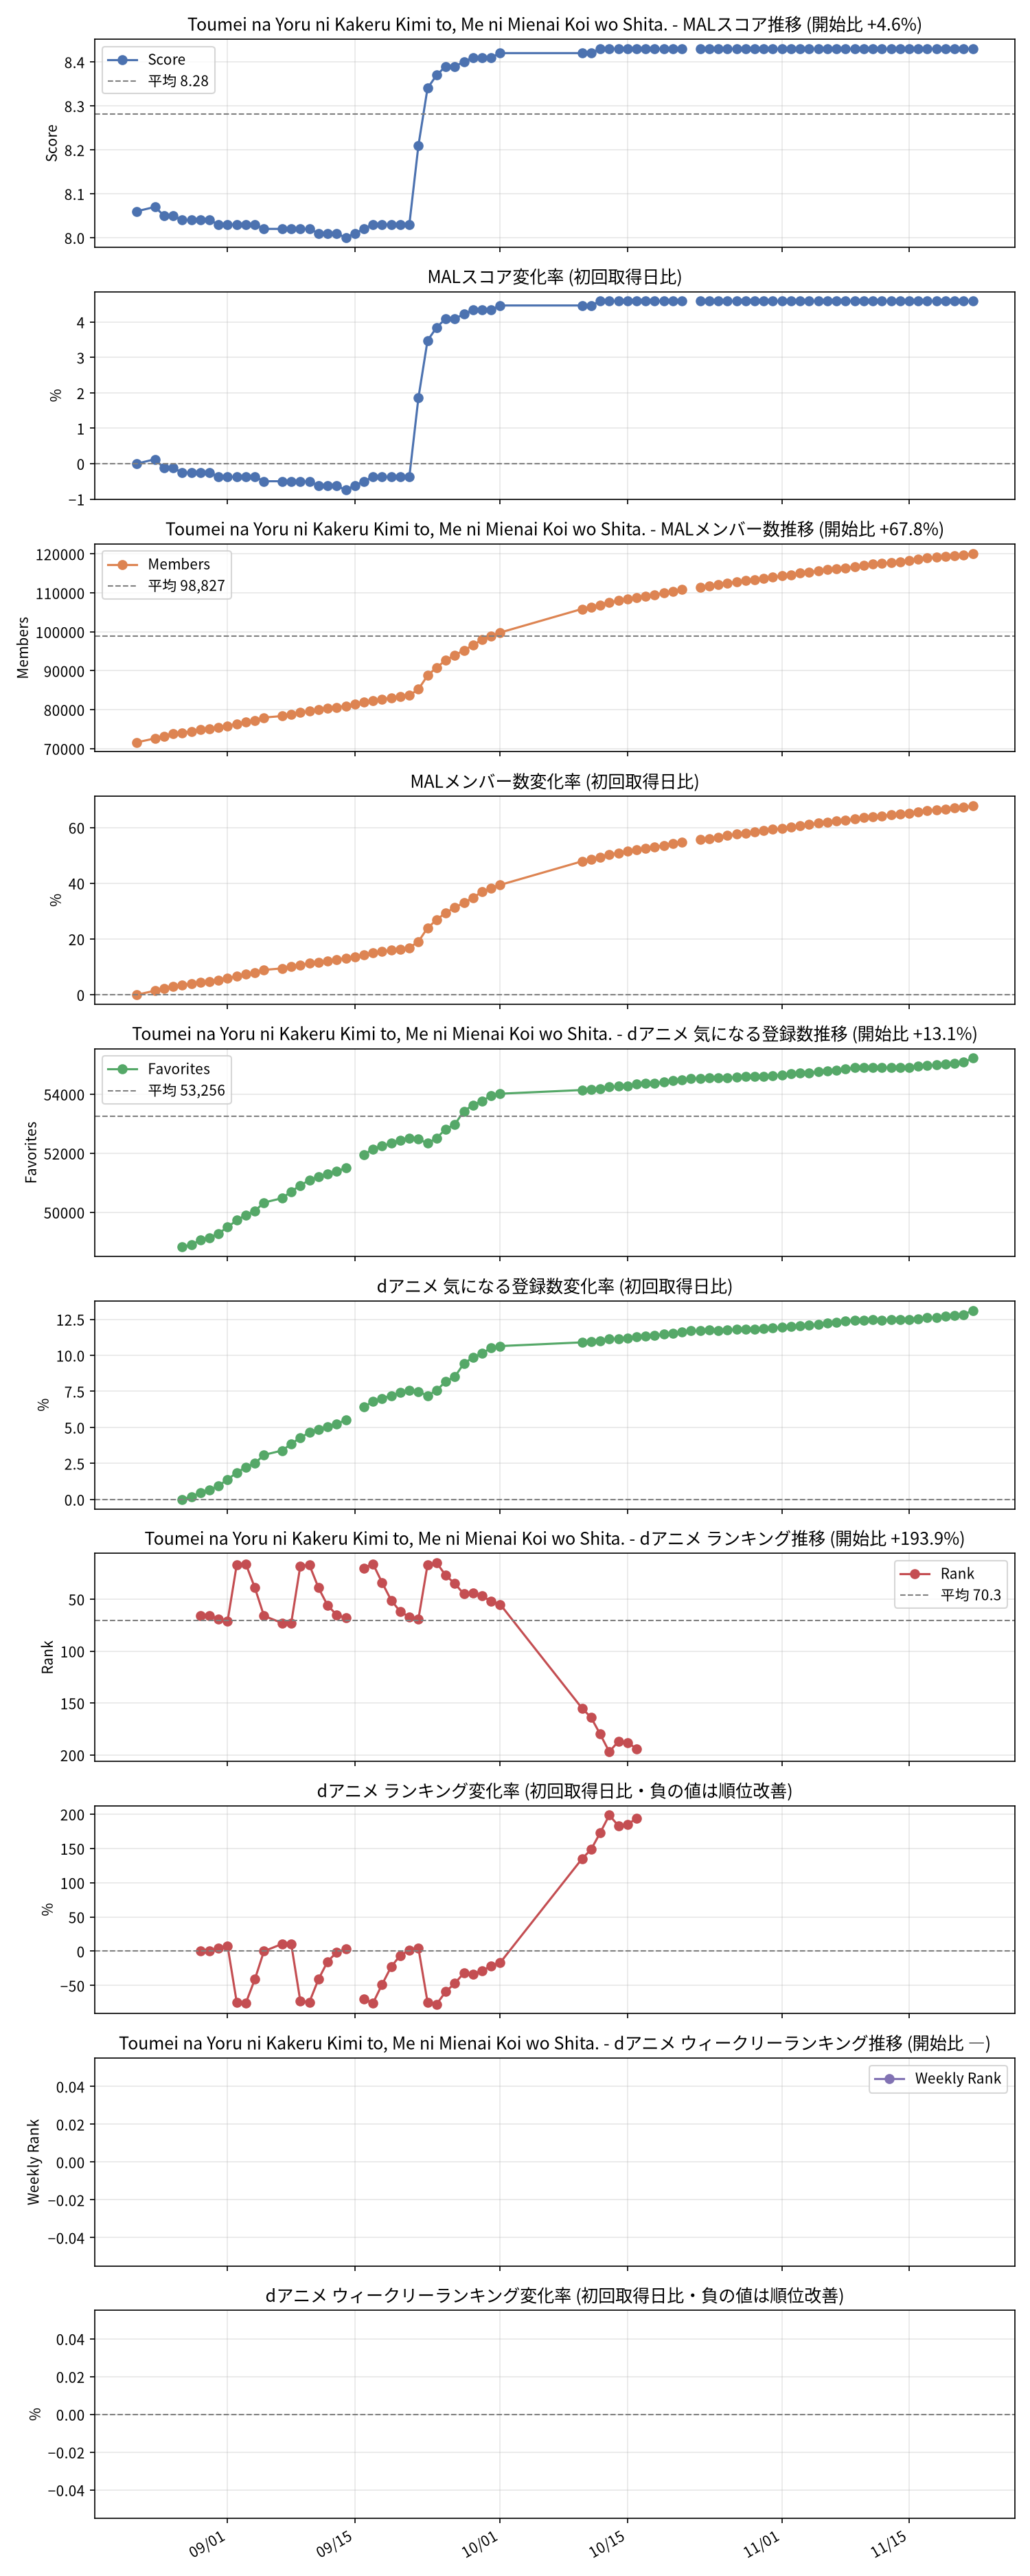 Toumei na Yoru ni Kakeru Kimi to, Me ni Mienai Koi wo Shita. - MALスコア推移 (開始比 +4.6%)
Score
平均 8.28
Score
8.4
8.3
8.2
8.1
8.0
MALスコア変化率 (初回取得日比)
%
4
3
2
1
0
−1
Toumei na Yoru ni Kakeru Kimi to, Me ni Mienai Koi wo Shita. - MALメンバー数推移 (開始比 +67.8%)
Members
平均 98,827
Members
120000
110000
100000
90000
80000
70000
MALメンバー数変化率 (初回取得日比)
%
60
40
20
0
Toumei na Yoru ni Kakeru Kimi to, Me ni Mienai Koi wo Shita. - dアニメ 気になる登録数推移 (開始比 +13.1%)
Favorites
平均 53,256
Favorites
54000
52000
50000
dアニメ 気になる登録数変化率 (初回取得日比)
%
12.5
10.0
7.5
5.0
2.5
0.0
Toumei na Yoru ni Kakeru Kimi to, Me ni Mienai Koi wo Shita. - dアニメ ランキング推移 (開始比 +193.9%)
Rank
平均 70.3
Rank
50
100
150
200
dアニメ ランキング変化率 (初回取得日比・負の値は順位改善)
%
200
150
100
50
0
−50
Toumei na Yoru ni Kakeru Kimi to, Me ni Mienai Koi wo Shita. - dアニメ ウィークリーランキング推移 (開始比 —)
Weekly Rank
Weekly Rank
0.04
0.02
0.00
−0.02
−0.04
dアニメ ウィークリーランキング変化率 (初回取得日比・負の値は順位改善)
%
0.04
0.02
0.00
−0.02
−0.04
09/01
09/15
10/01
10/15
11/01
11/15